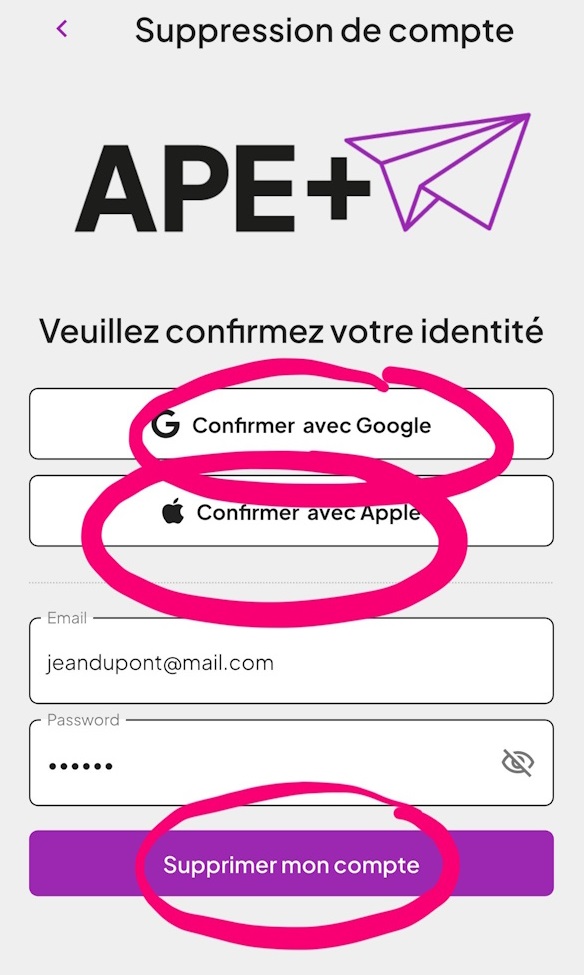 Suppression de compte
APE+
Veuillez confirmez votre identité
Confirmer avec Google
Confirmer avec Apple
Email
jeandupont@mail.com
Password
••••••
Supprimer mon compte